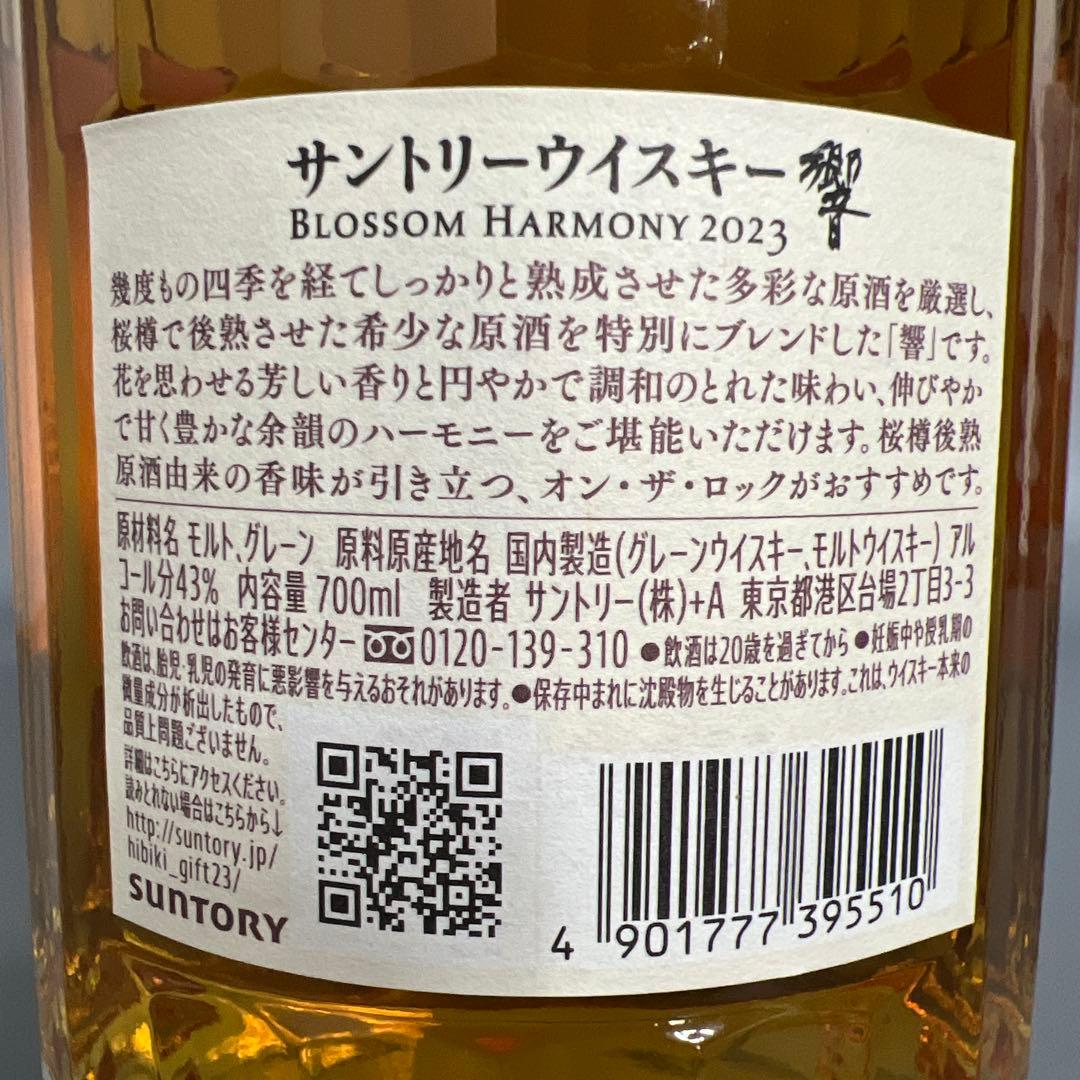 サントリーウイスキー 響
BLOSSOM HARMONY 2023
幾度もの四季を経てしっかりと熟成させた多彩な原酒を厳選し、
桜樽で後熟させた希少な原酒を特別にブレンドした「響」です。
花を思わせる芳しい香りと円やかで調和のとれた味わい、伸びやか
で甘く豊かな余韻のハーモニーをご堪能いただけます。桜樽後熟
原酒由来の香味が引き立つ、オン・ザ・ロックがおすすめです。
原材料名 モルト、グレーン 原料原産地名 国内製造(グレーンウイスキー、モルトウイスキー) アル
コール分43% 内容量 700ml 製造者 サントリー(株)+A 東京都港区台場2丁目3-3
お問い合わせはお客様センター 0120-139-310 ●飲酒は20歳を過ぎてから ●妊娠中や授乳期の
飲酒は、胎児・乳児の発育に悪影響を与えるおそれがあります。●保存中まれに沈殿物を生じることがあります。これは、ウイスキー本来の
微量成分が析出したもので、
品質上問題ございません。
詳細はこちらにアクセスください。
読みとれない場合はこちらから↓
http://suntory.jp/
hibiki_gift23/
SUNTORY
4 901777 395510